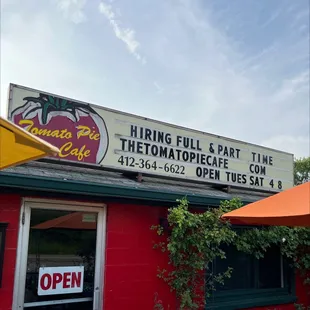 Tomato Pie
Cafe
HIRING FULL & PART TIME
THETOMATOPIECAFE COM
412-364-6622 OPEN TUES SAT 4 8
OPEN